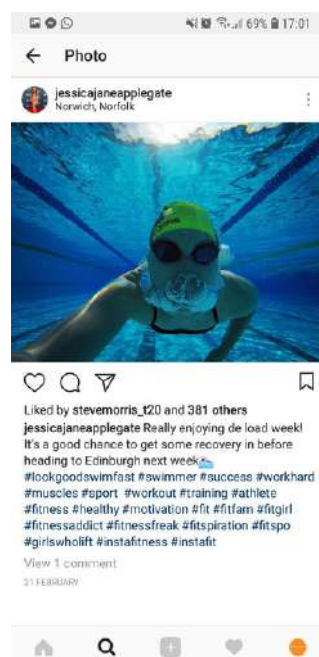 69% 17:01
Photo
jessicajaneapplegate
Norwich, Norfolk
Liked by stevemorris_t20 and 381 others
jessicajaneapplegate Really enjoying de load week!
It's a good chance to get some recovery in before
heading to Edinburgh next week
#lookgoodswimfast #swimmer #success #workhard
#muscles #sport #workout #training #athlete
#fitness #healthy #motivation #fit #fitfam #fitgirl
#fitnessaddict #fitnessfreak #fitspiration #fitspo
#girlswholift #instafitness #instafit
View 1 comment
21 FEBRUARY